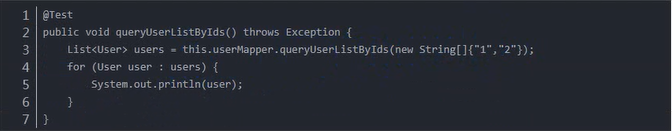 1 @Test
2 public void queryUserListByIds() throws Exception {
3     List<User> users = this.userMapper.queryUserListByIds(new String[]{"1","2"});
4     for (User user : users) {
5         System.out.println(user);
6     }
7 }